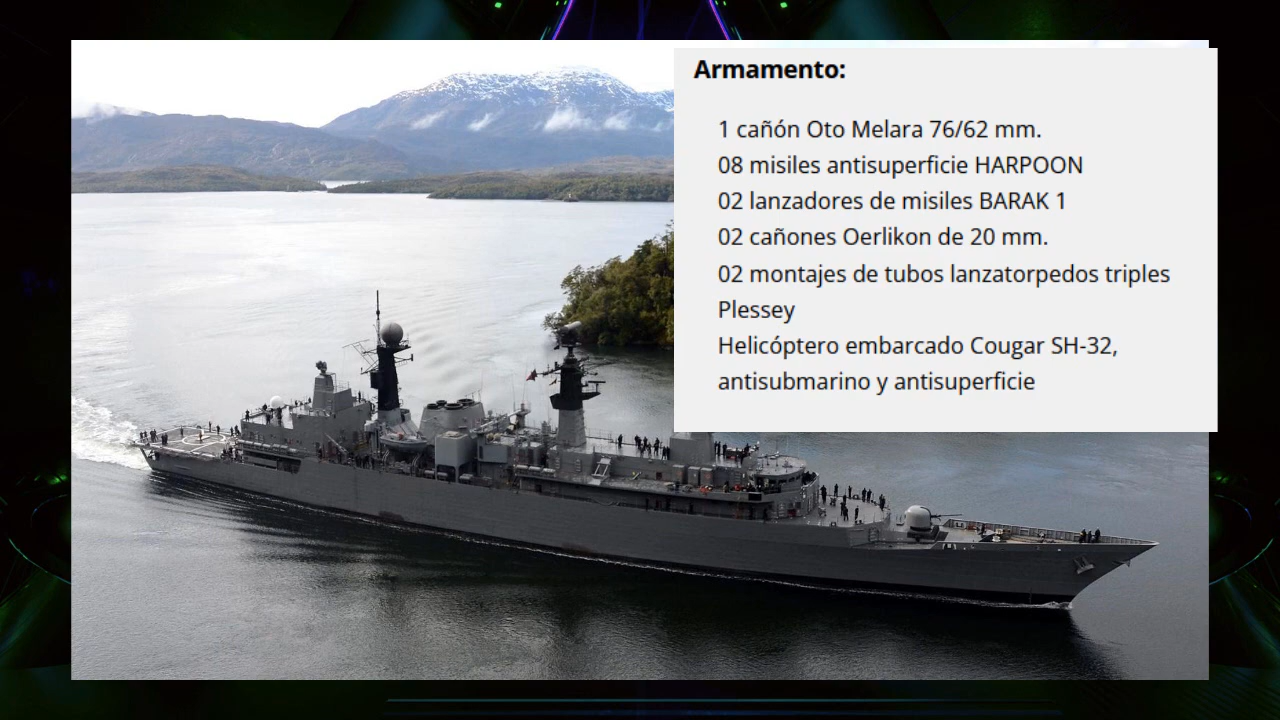 Armamento:
1 cañón Oto Melara 76/62 mm.
08 misiles antisuperficie HARPOON
02 lanzadores de misiles BARAK 1
02 cañones Oerlikon de 20 mm.
02 montajes de tubos lanzatorpedos triples
Plessey
Helicóptero embarcado Cougar SH-32,
antisubmarino y antisuperficie